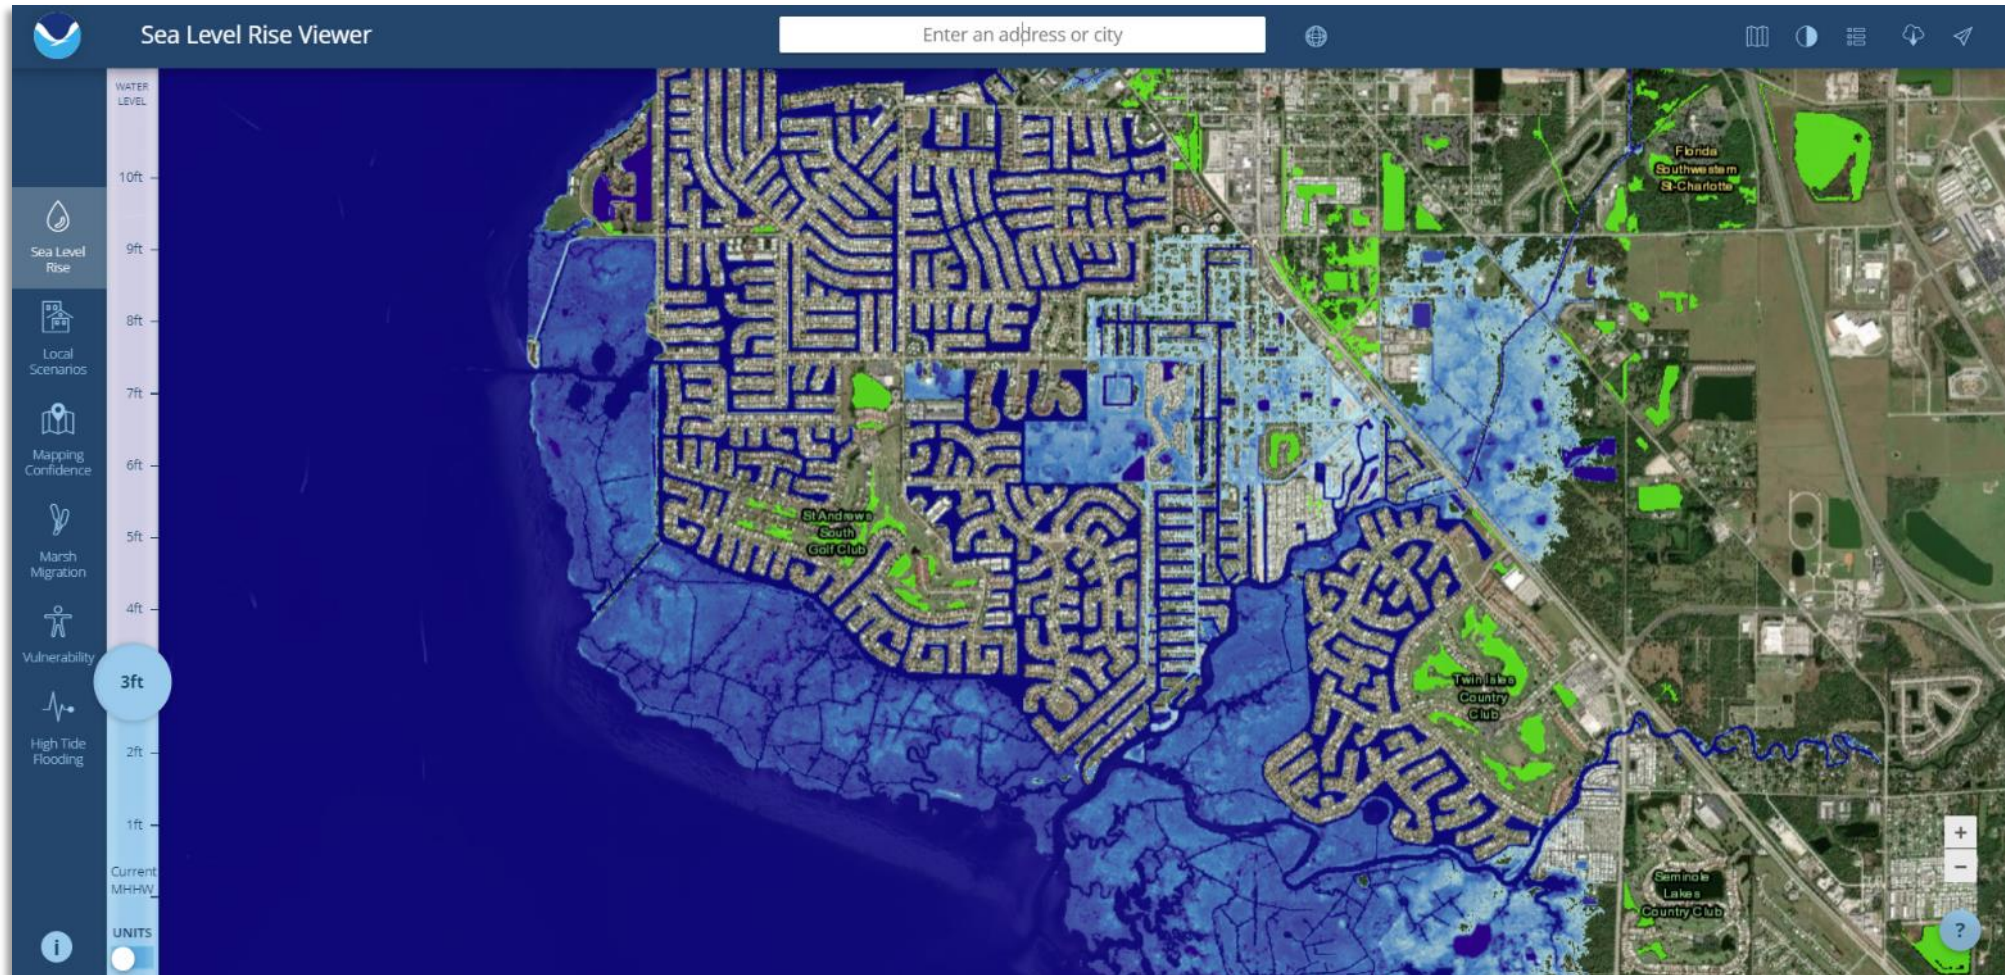 Sea Level Rise Viewer
Enter an address or city
WATER
LEVEL
10ft
9ft
8ft
7ft
6ft
5ft
4ft
3ft
2ft
1ft
Current
MHHW
UNITS
Sea Level
Rise
Local
Scenarios
Mapping
Confidence
Marsh
Migration
Vulnerability
High Tide
Flooding
i
Florida
Southwestern
St-Charlotte
St Andrews
South
Golf Club
Twin Isles
Country
Club
Seminole
Lakes
Country Club
+
−
?